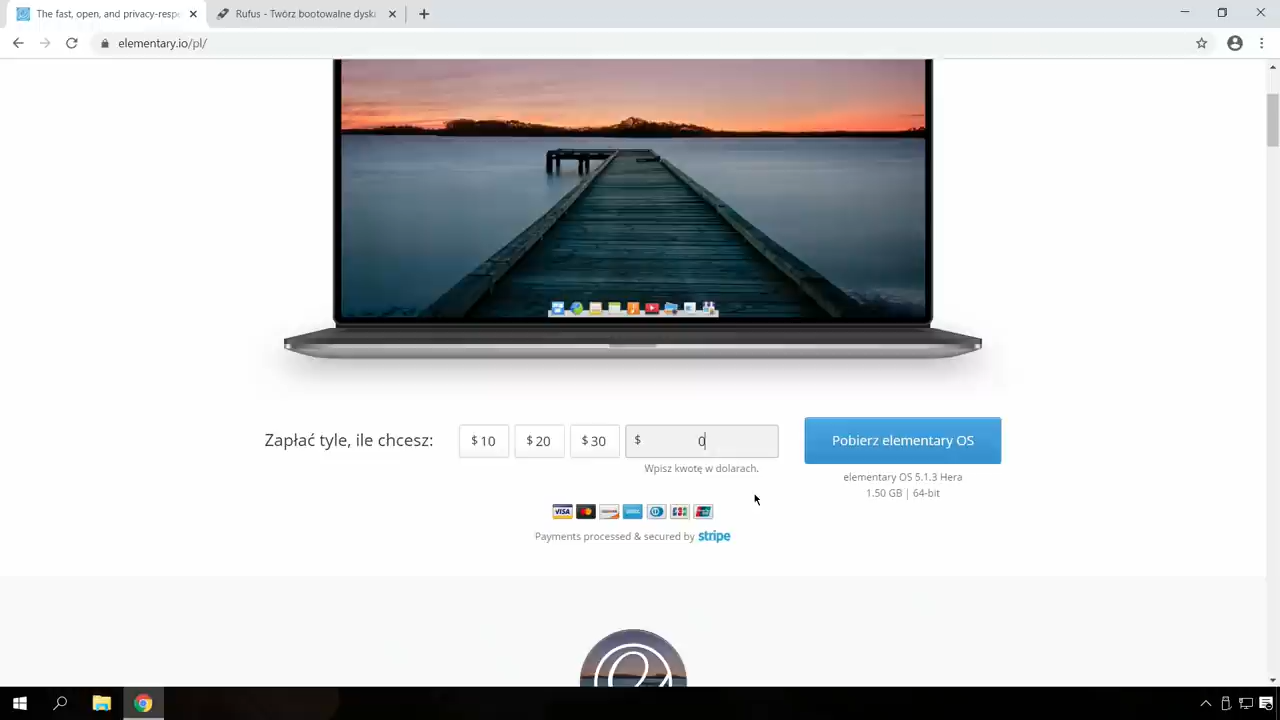 The fast, open, and privacy-respe
Rufus - Twórz bootowalne dysk
elementary.io/pl/
Zapłać tyle, ile chcesz:
$ 10
$ 20
$ 30
$ 0
Pobierz elementary OS
Wpisz kwotę w dolarach.
elementary OS 5.1.3 Hera
1.50 GB | 64-bit
VISA
Payments processed & secured by stripe